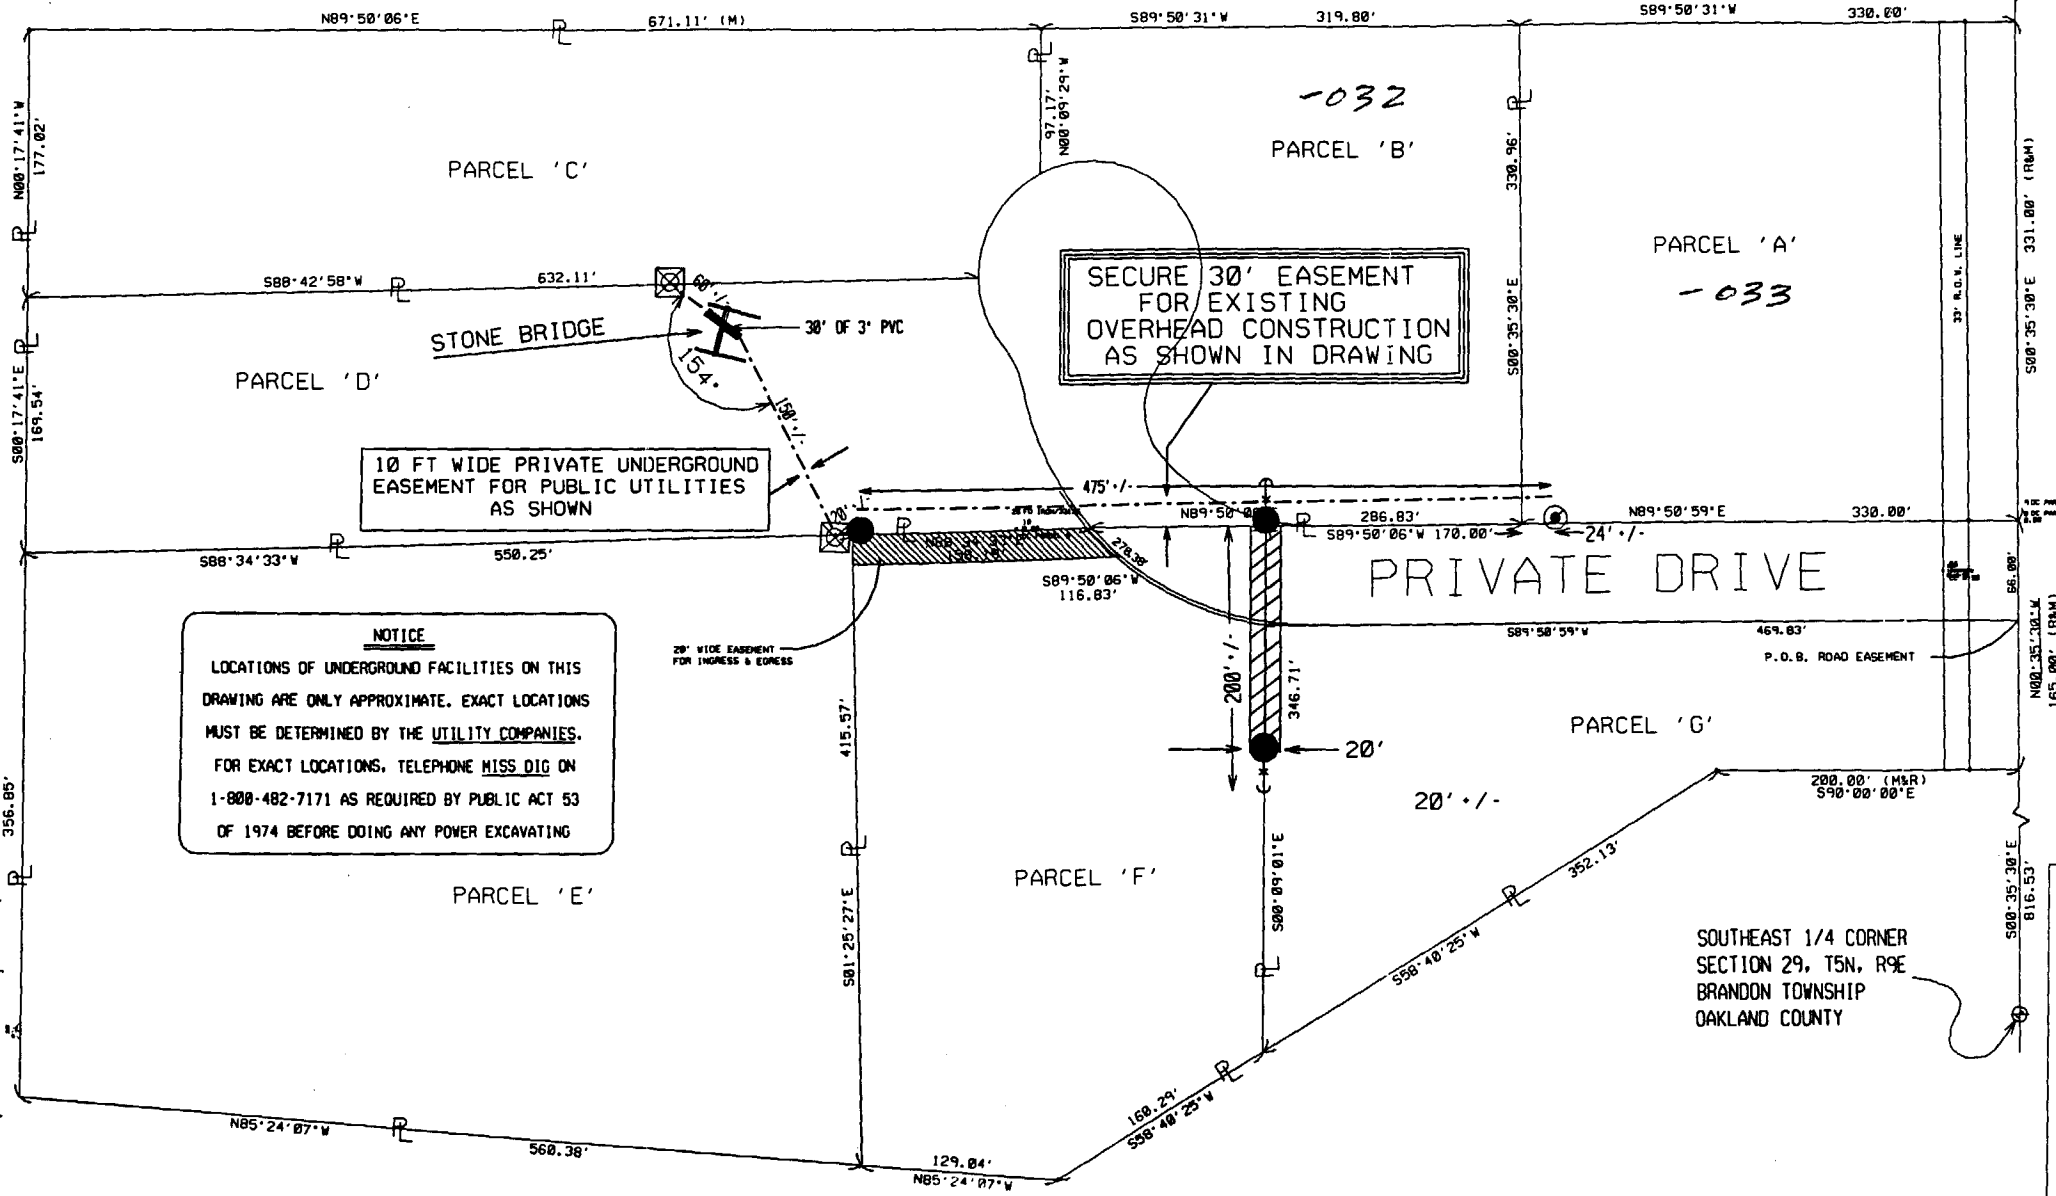 N89°50'06"E
671.11' (M)
S89°50'31"W
319.80'
S89°50'31"W
330.00'
N00°17'41"W
177.02'
97.17'
N00°09'29"W
-032
PARCEL 'B'
PARCEL 'C'
330.96'
S00°35'30"E
PARCEL 'A'
-033
33' R.O.W. LINE
S00°35'30"E 331.00' (R&M)
S88°42'58"W
632.11'
60'+/-
STONE BRIDGE
30' OF 3" PVC
154°
150'+/-
SECURE 30' EASEMENT
FOR EXISTING
OVERHEAD CONSTRUCTION
AS SHOWN IN DRAWING
PARCEL 'D'
S00°17'41"E
169.54'
10 FT WIDE PRIVATE UNDERGROUND
EASEMENT FOR PUBLIC UTILITIES
AS SHOWN
20'+/-
475'+/-
N89°50'0
286.83'
N89°50'59"E
330.00'
S89°50'06"W 170.00'
24'+/-
S88°34'33"W
550.25'
270.38'
S89°50'06"W
116.83'
PRIVATE DRIVE
66.00'
S89°50'59"W
469.83'
P.O.B. ROAD EASEMENT
N00°35'30"W
165.00' (R&M)
20' WIDE EASEMENT
FOR INGRESS & EGRESS
NOTICE
LOCATIONS OF UNDERGROUND FACILITIES ON THIS
DRAWING ARE ONLY APPROXIMATE. EXACT LOCATIONS
MUST BE DETERMINED BY THE UTILITY COMPANIES.
FOR EXACT LOCATIONS, TELEPHONE MISS DIG ON
1-800-482-7171 AS REQUIRED BY PUBLIC ACT 53
OF 1974 BEFORE DOING ANY POWER EXCAVATING
200'+/-
346.71'
20'
20'+/-
PARCEL 'G'
200.00' (M&R)
S90°00'00"E
356.85'
415.57'
S01°25'27"E
PARCEL 'E'
PARCEL 'F'
S00°09'01"E
352.13'
S58°40'25"W
S00°35'30"E
816.53'
SOUTHEAST 1/4 CORNER
SECTION 29, T5N, R9E
BRANDON TOWNSHIP
OAKLAND COUNTY
160.29'
S58°40'25"W
N85°24'07"W
560.38'
129.04'
N85°24'07"W